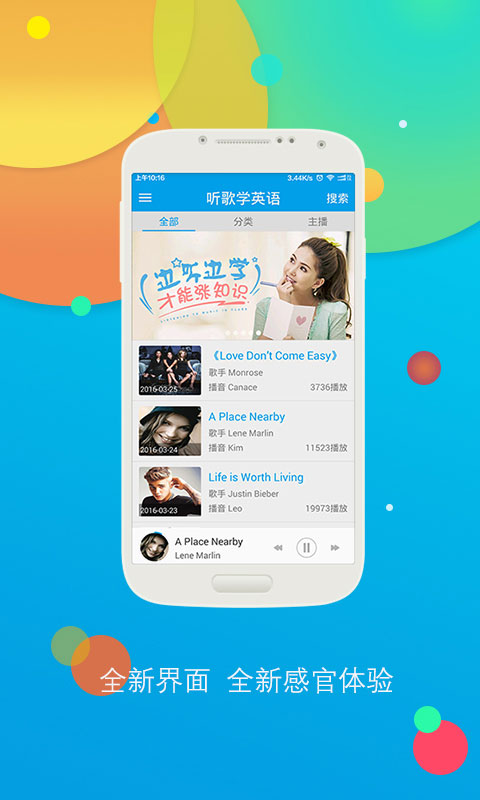 上午10:16
3.44K/s
听歌学英语
搜索
全部
分类
主播
边听边学
才能涨知识
《Love Don't Come Easy》
歌手 Monrose
播音 Canace
3736播放
2016-03-25
A Place Nearby
歌手 Lene Marlin
播音 Kim
11523播放
2016-03-24
Life is Worth Living
歌手 Justin Bieber
播音 Leo
19973播放
2016-03-23
A Place Nearby
Lene Marlin
全新界面 全新感官体验